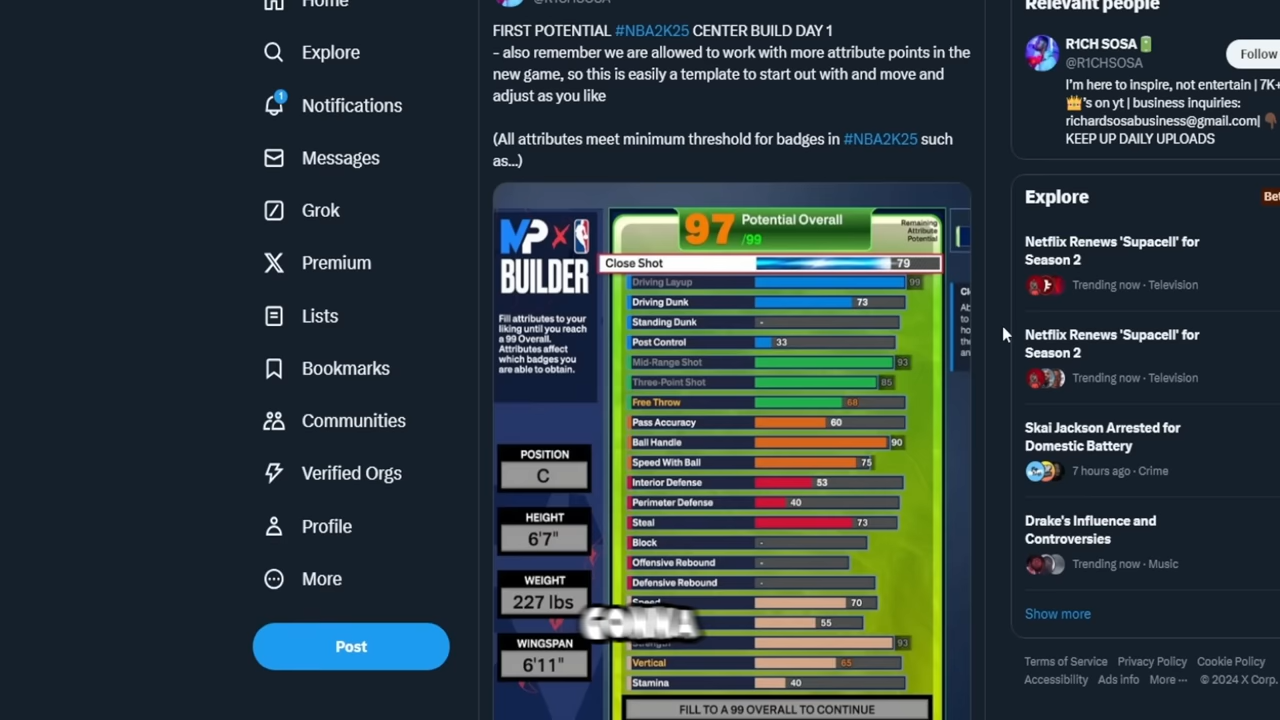 Home
Explore
1
Notifications
Messages
Grok
Premium
Lists
Bookmarks
Communities
Verified Orgs
Profile
More
Post
FIRST POTENTIAL #NBA2K25 CENTER BUILD DAY 1
- also remember we are allowed to work with more attribute points in the
new game, so this is easily a template to start out with and move and
adjust as you like
(All attributes meet minimum threshold for badges in #NBA2K25 such
as...)
MP X
BUILDER
Fill attributes to your
liking until you reach
a 99 Overall.
Attributes affect
which badges you
are able to obtain.
POSITION
C
HEIGHT
6'7"
WEIGHT
227 lbs
WINGSPAN
6'11"
97 Potential Overall
/99
Remaining
Attribute
Potential
Close Shot 79
Driving Layup 99
Driving Dunk 73
Standing Dunk -
Post Control 33
Mid-Range Shot 93
Three-Point Shot 85
Free Throw 68
Pass Accuracy 60
Ball Handle 90
Speed With Ball 75
Interior Defense 53
Perimeter Defense 40
Steal 73
Block -
Offensive Rebound -
Defensive Rebound -
Speed 70
55
GONNA
Strength 93
Vertical 65
Stamina 40
FILL TO A 99 OVERALL TO CONTINUE
Relevant people
R1CH SOSA
@R1CHSOSA
Follow
I'm here to inspire, not entertain | 7K+
's on yt | business inquiries:
richardsosabusiness@gmail.com|
KEEP UP DAILY UPLOADS
Explore
Bet
Netflix Renews 'Supacell' for
Season 2
Trending now · Television
Netflix Renews 'Supacell' for
Season 2
Trending now · Television
Skai Jackson Arrested for
Domestic Battery
7 hours ago · Crime
Drake's Influence and
Controversies
Trending now · Music
Show more
Terms of Service Privacy Policy Cookie Policy
Accessibility Ads info More ··· © 2024 X Corp.